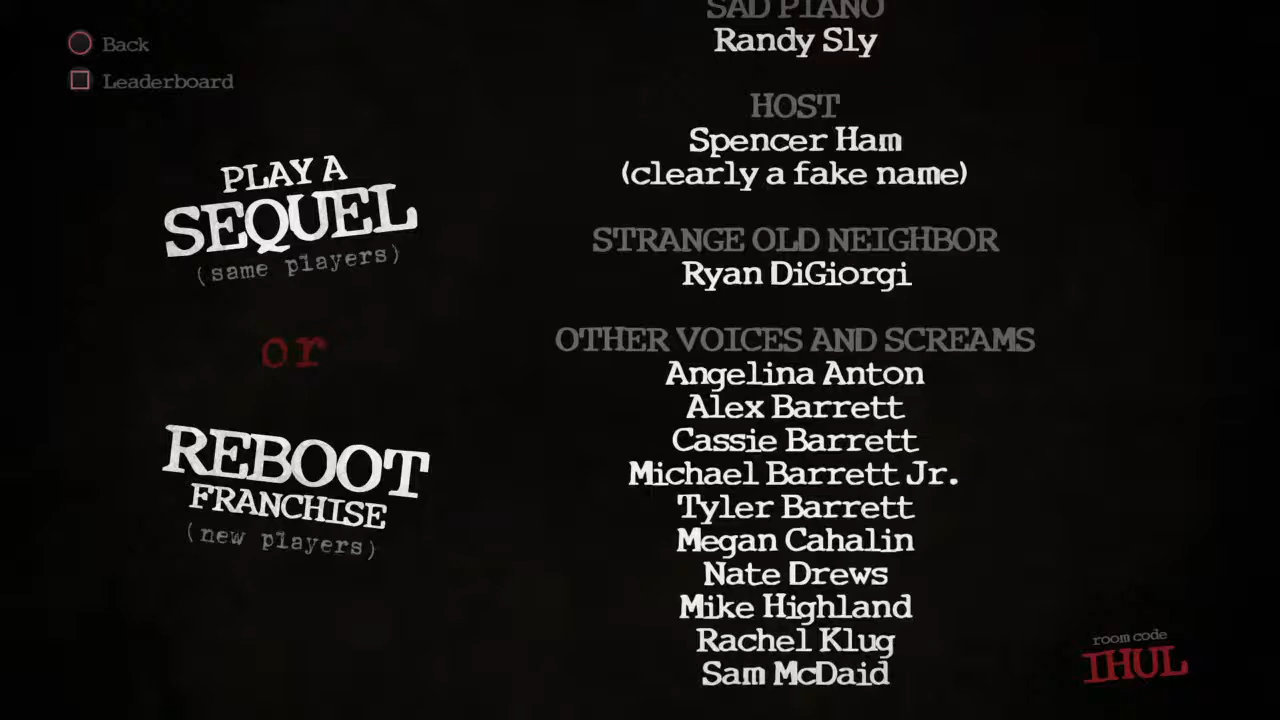 Back
Leaderboard
PLAY A
SEQUEL
(same players)
or
REBOOT
FRANCHISE
(new players)
SAD PIANO
Randy Sly
HOST
Spencer Ham
(clearly a fake name)
STRANGE OLD NEIGHBOR
Ryan DiGiorgi
OTHER VOICES AND SCREAMS
Angelina Anton
Alex Barrett
Cassie Barrett
Michael Barrett Jr.
Tyler Barrett
Megan Cahalin
Nate Drews
Mike Highland
Rachel Klug
Sam McDaid
room code
IHUL